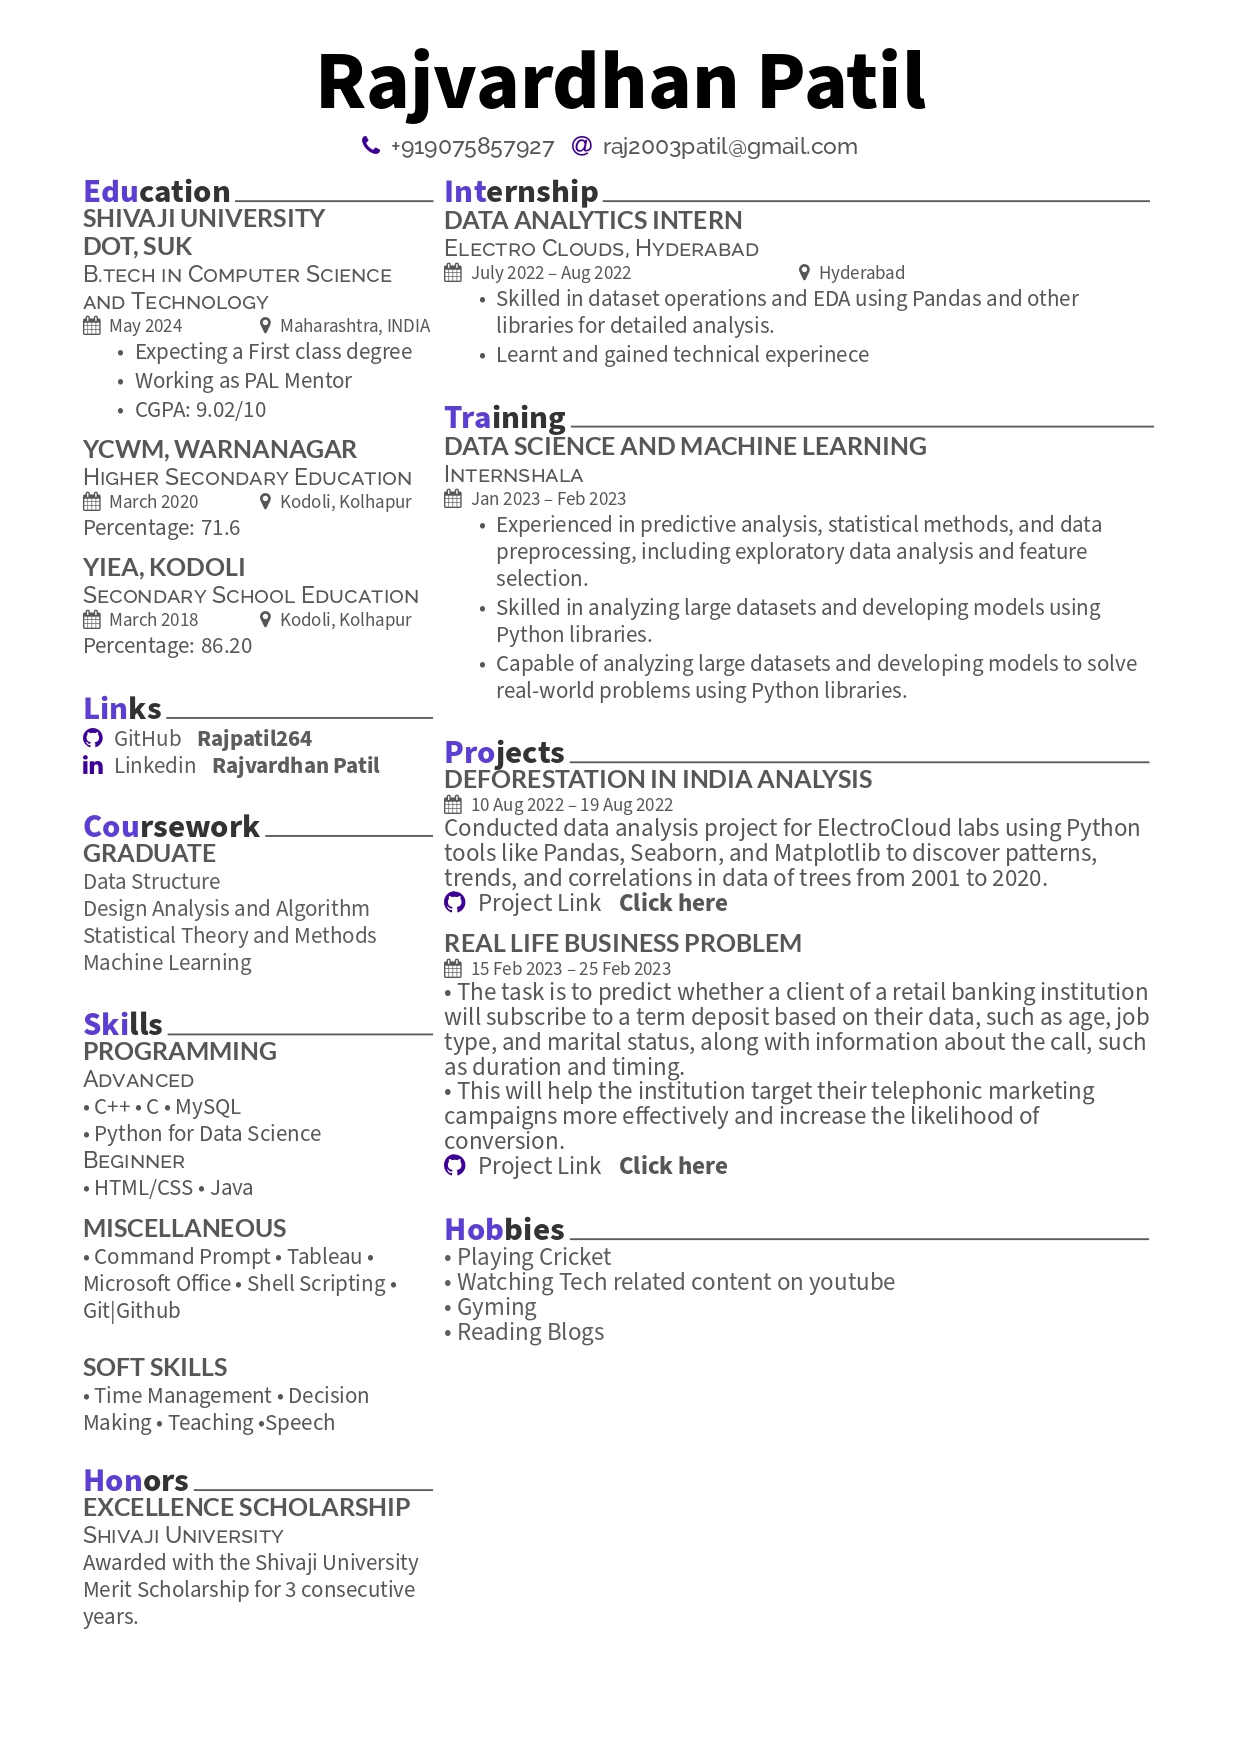 Rajvardhan Patil
+919075857927 @ raj2003patil@gmail.com
Education
SHIVAJI UNIVERSITY
DOT, SUK
B.tech in Computer Science
and Technology
May 2024 Maharashtra, INDIA
• Expecting a First class degree
• Working as PAL Mentor
• CGPA: 9.02/10
YCWM, WARNANAGAR
Higher Secondary Education
March 2020 Kodoli, Kolhapur
Percentage: 71.6
YIEA, KODOLI
Secondary School Education
March 2018 Kodoli, Kolhapur
Percentage: 86.20
Links
GitHub Rajpatil264
in Linkedin Rajvardhan Patil
Coursework
GRADUATE
Data Structure
Design Analysis and Algorithm
Statistical Theory and Methods
Machine Learning
Skills
PROGRAMMING
Advanced
• C++ • C • MySQL
• Python for Data Science
Beginner
• HTML/CSS • Java
MISCELLANEOUS
• Command Prompt • Tableau •
Microsoft Office • Shell Scripting •
Git|Github
SOFT SKILLS
• Time Management • Decision
Making • Teaching •Speech
Honors
EXCELLENCE SCHOLARSHIP
Shivaji University
Awarded with the Shivaji University
Merit Scholarship for 3 consecutive
years.
Internship
DATA ANALYTICS INTERN
Electro Clouds, Hyderabad
July 2022 – Aug 2022 Hyderabad
• Skilled in dataset operations and EDA using Pandas and other
libraries for detailed analysis.
• Learnt and gained technical experinece
Training
DATA SCIENCE AND MACHINE LEARNING
Internshala
Jan 2023 – Feb 2023
• Experienced in predictive analysis, statistical methods, and data
preprocessing, including exploratory data analysis and feature
selection.
• Skilled in analyzing large datasets and developing models using
Python libraries.
• Capable of analyzing large datasets and developing models to solve
real-world problems using Python libraries.
Projects
DEFORESTATION IN INDIA ANALYSIS
10 Aug 2022 – 19 Aug 2022
Conducted data analysis project for ElectroCloud labs using Python
tools like Pandas, Seaborn, and Matplotlib to discover patterns,
trends, and correlations in data of trees from 2001 to 2020.
Project Link Click here
REAL LIFE BUSINESS PROBLEM
15 Feb 2023 – 25 Feb 2023
• The task is to predict whether a client of a retail banking institution
will subscribe to a term deposit based on their data, such as age, job
type, and marital status, along with information about the call, such
as duration and timing.
• This will help the institution target their telephonic marketing
campaigns more effectively and increase the likelihood of
conversion.
Project Link Click here
Hobbies
• Playing Cricket
• Watching Tech related content on youtube
• Gyming
• Reading Blogs